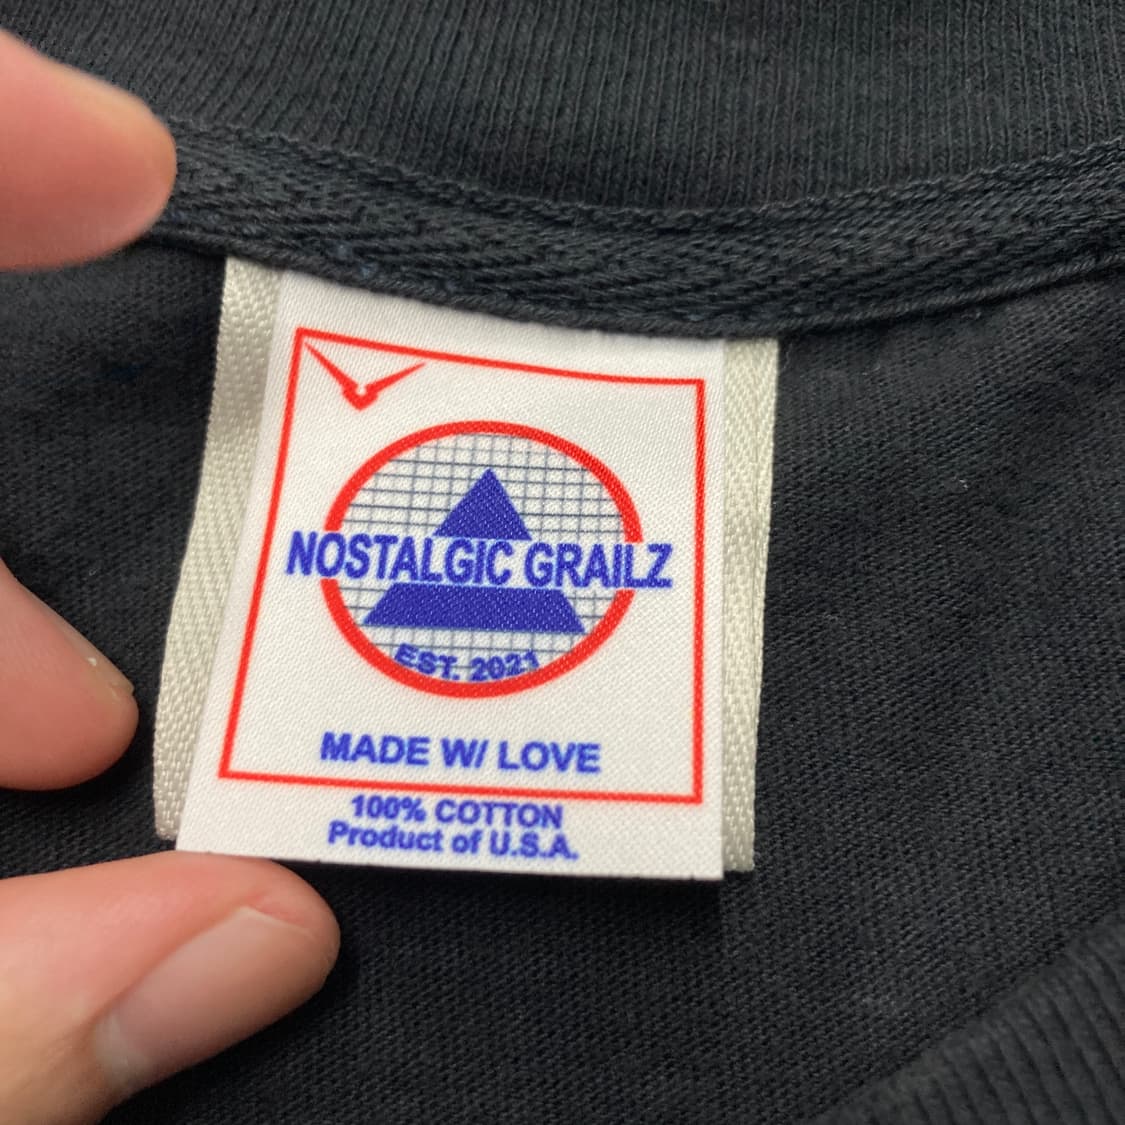 NOSTALGIC GRAILZ
EST. 2021
MADE W/ LOVE
100% COTTON
Product of U.S.A.